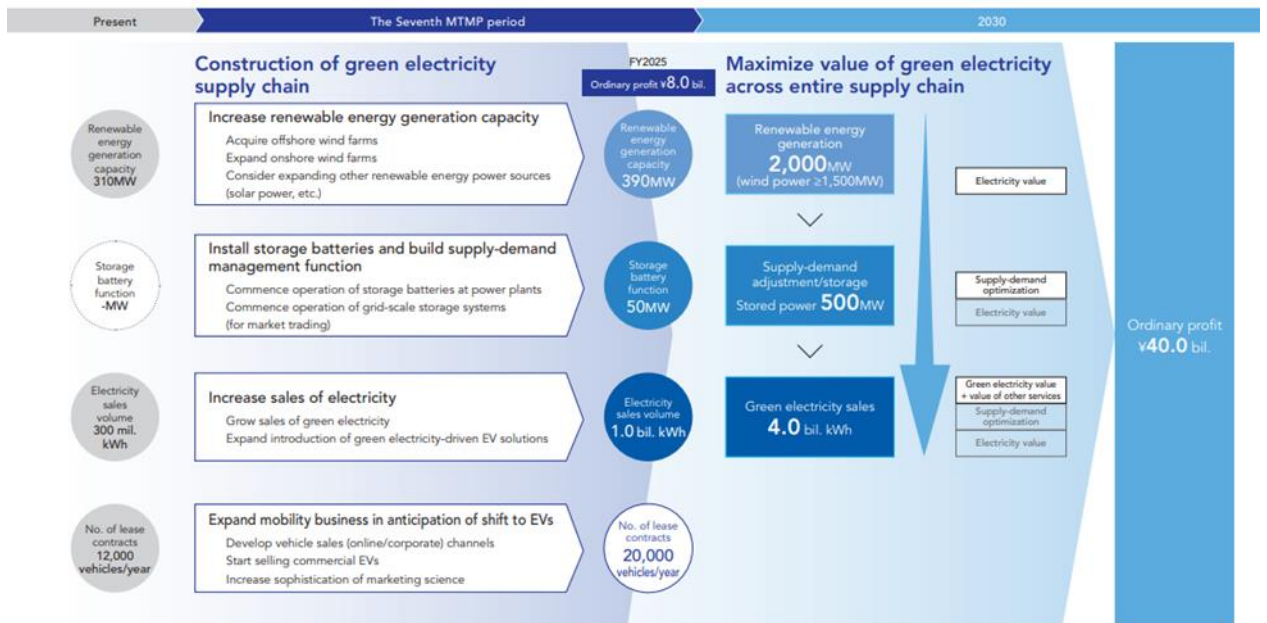 Present
The Seventh MTMP period
2030
Construction of green electricity
supply chain
FY2025
Ordinary profit ¥8.0 bil.
Maximize value of green electricity
across entire supply chain
Renewable
energy
generation
capacity
310MW
Increase renewable energy generation capacity
Acquire offshore wind farms
Expand onshore wind farms
Consider expanding other renewable energy power sources
(solar power, etc.)
Renewable
energy
generation
capacity
390MW
Renewable energy
generation
2,000MW
(wind power ≥1,500MW)
Electricity value
Storage
battery
function
-MW
Install storage batteries and build supply-demand
management function
Commence operation of storage batteries at power plants
Commence operation of grid-scale storage systems
(for market trading)
Storage
battery
function
50MW
Supply-demand
adjustment/storage
Stored power 500MW
Supply-demand
optimization
Electricity value
Ordinary profit
¥40.0 bil.
Electricity
sales
volume
300 mil.
kWh
Increase sales of electricity
Grow sales of green electricity
Expand introduction of green electricity-driven EV solutions
Electricity
sales volume
1.0 bil. kWh
Green electricity sales
4.0 bil. kWh
Green electricity value
+ value of other services
Supply-demand
optimization
Electricity value
No. of lease
contracts
12,000
vehicles/year
Expand mobility business in anticipation of shift to EVs
Develop vehicle sales (online/corporate) channels
Start selling commercial EVs
Increase sophistication of marketing science
No. of lease
contracts
20,000
vehicles/year